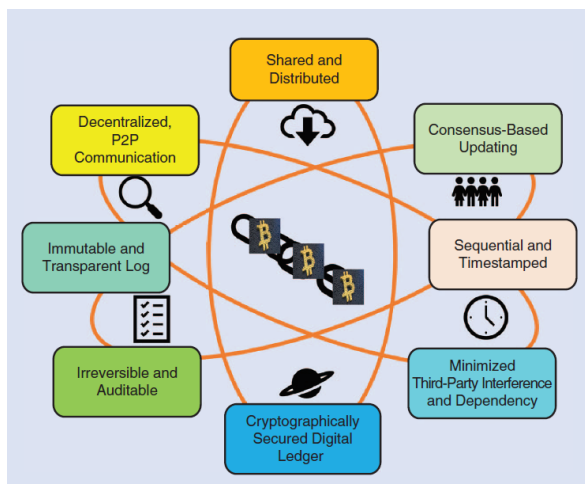 Shared and
Distributed
Decentralized,
P2P
Communication
Consensus-Based
Updating
Immutable and
Transparent Log
Sequential and
Timestamped
Irreversible and
Auditable
Minimized
Third-Party Interference
and Dependency
Cryptographically
Secured Digital
Ledger